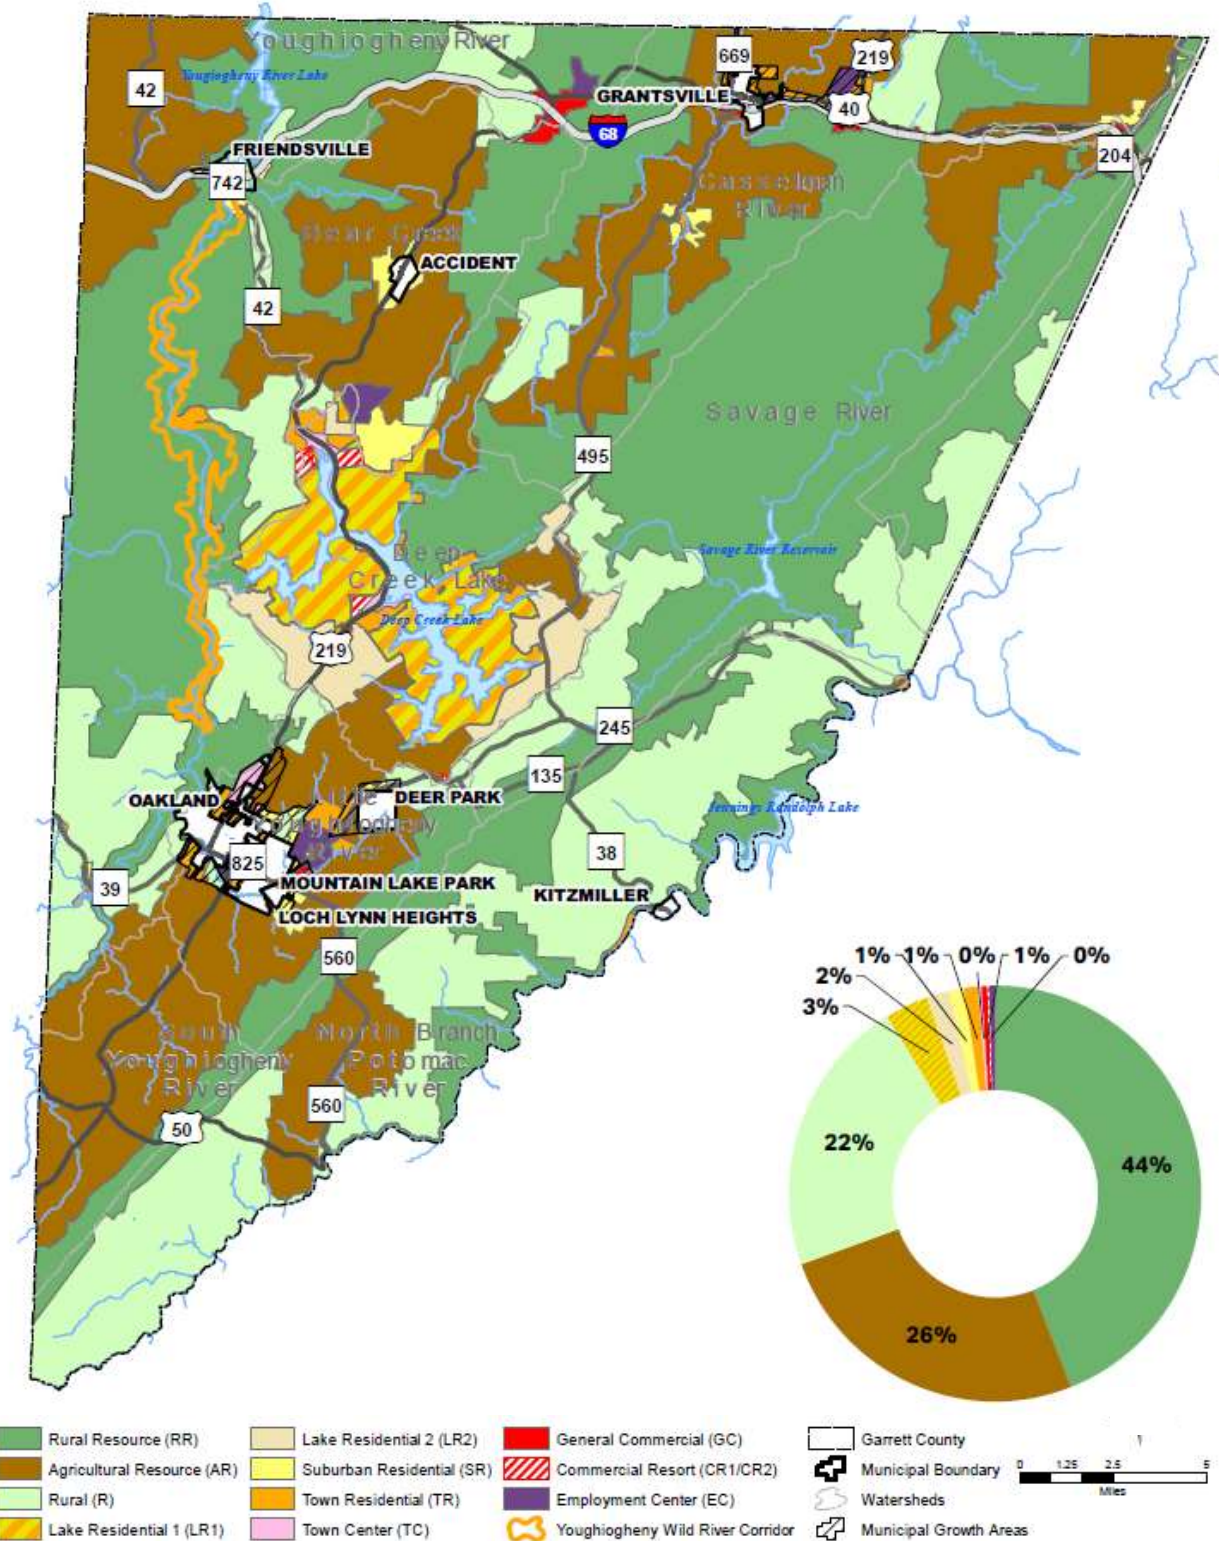 Youghiogheny River
669
219
42
Yougiogheny River Lake
GRANTSVILLE
40
68
FRIENDSVILLE
204
742
Casselman
River
Bear Creek
ACCIDENT
42
Savage River
495
Deep
Creek Lake
Savage River Reservoir
Deep Creek Lake
219
245
135
OAKLAND
Little
Youghiogheny
River
DEER PARK
Jennings Randolph Lake
825
38
39
MOUNTAIN LAKE PARK
KITZMILLER
LOCH LYNN HEIGHTS
560
South
Youghiogheny
River
North Branch
Potomac
River
560
50
1% 1% 0% 1% 0%
2%
3%
22%
44%
26%
Rural Resource (RR)
Agricultural Resource (AR)
Rural (R)
Lake Residential 1 (LR1)
Lake Residential 2 (LR2)
Suburban Residential (SR)
Town Residential (TR)
Town Center (TC)
General Commercial (GC)
Commercial Resort (CR1/CR2)
Employment Center (EC)
Youghiogheny Wild River Corridor
Garrett County
Municipal Boundary
Watersheds
Municipal Growth Areas
1
0 1.25 2.5 5
Miles